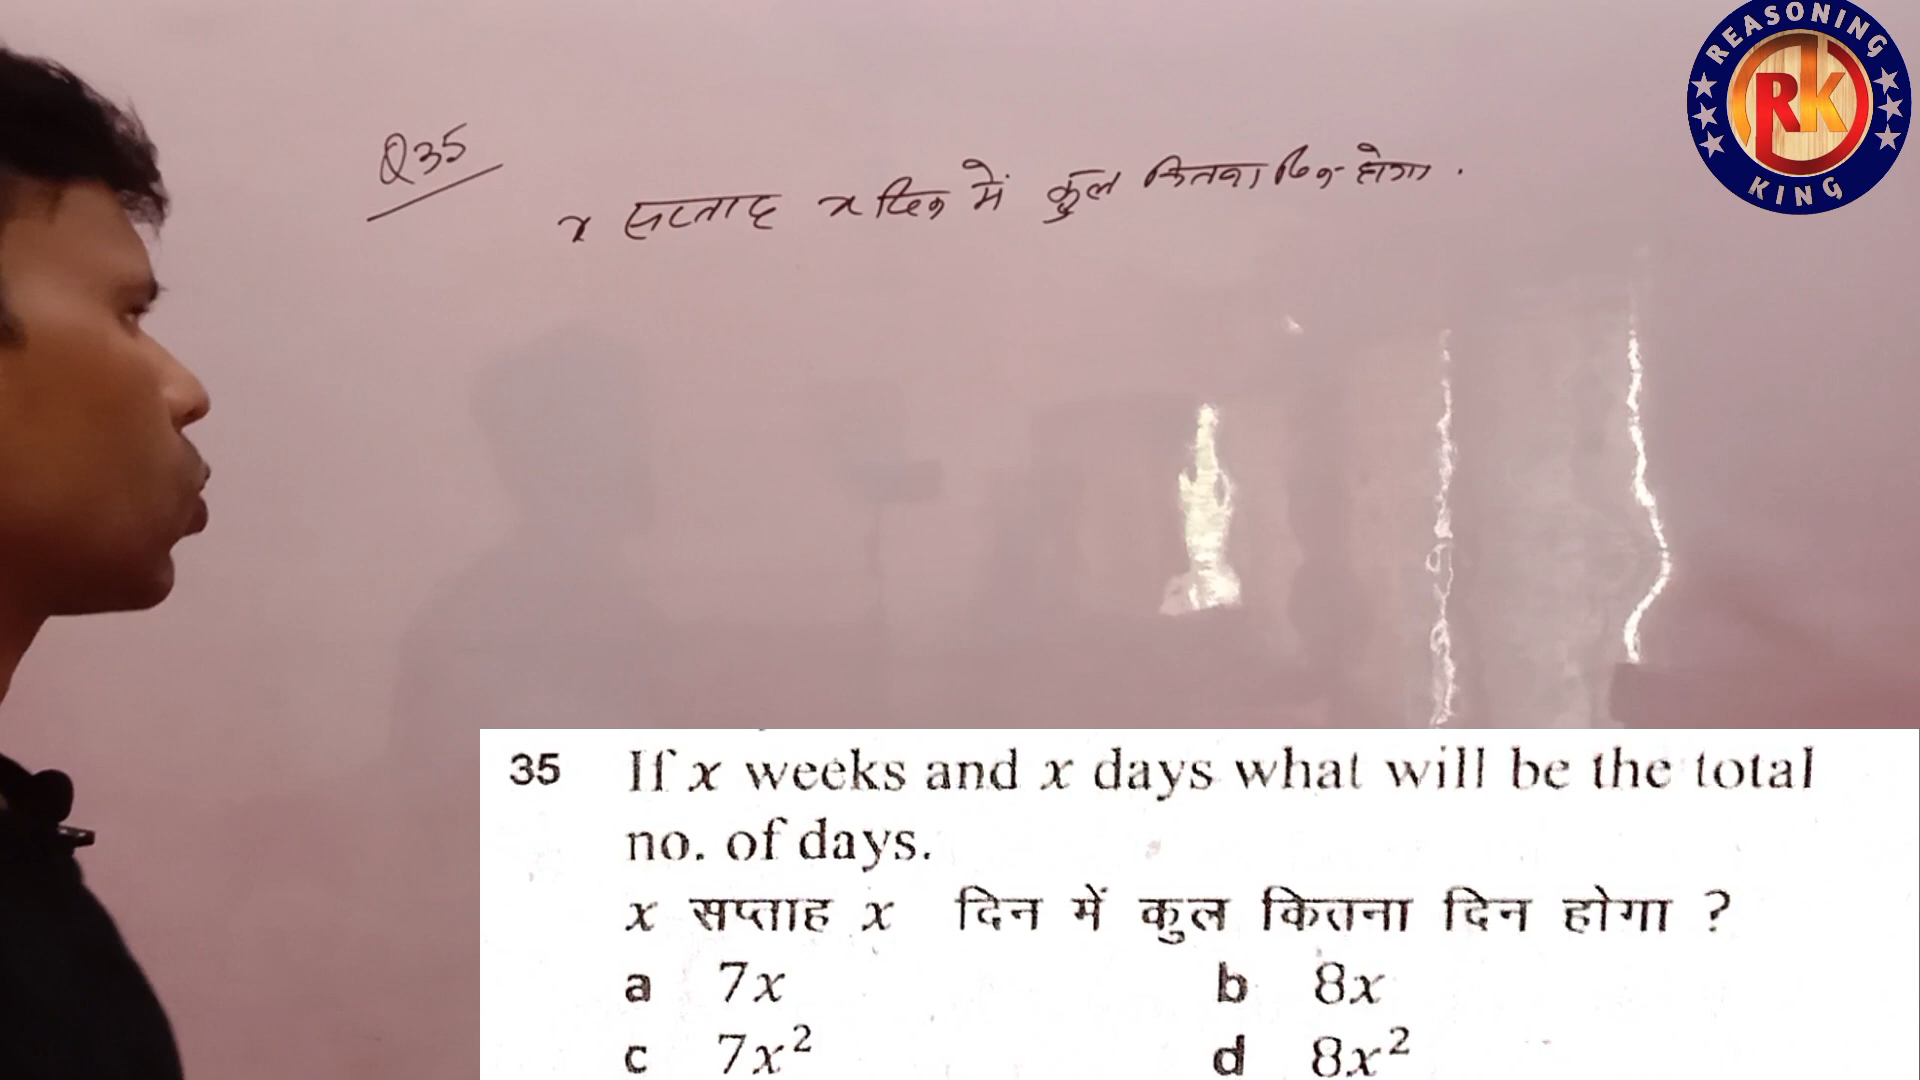 REASONING
RK
KING
Q35
x सप्ताह x दिन में कुल कितना दिन होगा .
35 If x weeks and x days what will be the total
no. of days.
x सप्ताह x दिन में कुल कितना दिन होगा ?
a 7x b 8x
c 7x² d 8x²